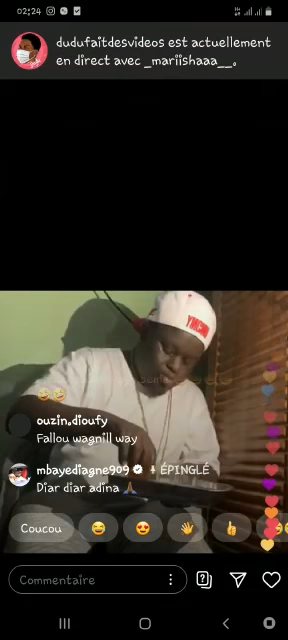 02:24
dudufaitdesvideos est actuellement
en direct avec _mariishaaa__.
🤣🤣
ouzin.dioufy
Fallou wagnill way
mbayediagne909 ÉPINGLÉ
Diar diar adina 🙏
Coucou 😄 😍 👋 👍
Commentaire